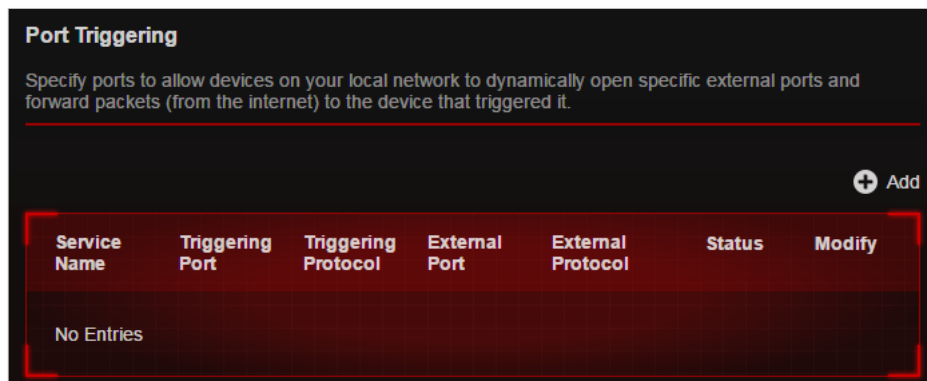 Port Triggering
Specify ports to allow devices on your local network to dynamically open specific external ports and
forward packets (from the internet) to the device that triggered it.
Add
Service Name Triggering Port Triggering Protocol External Port External Protocol Status Modify
No Entries